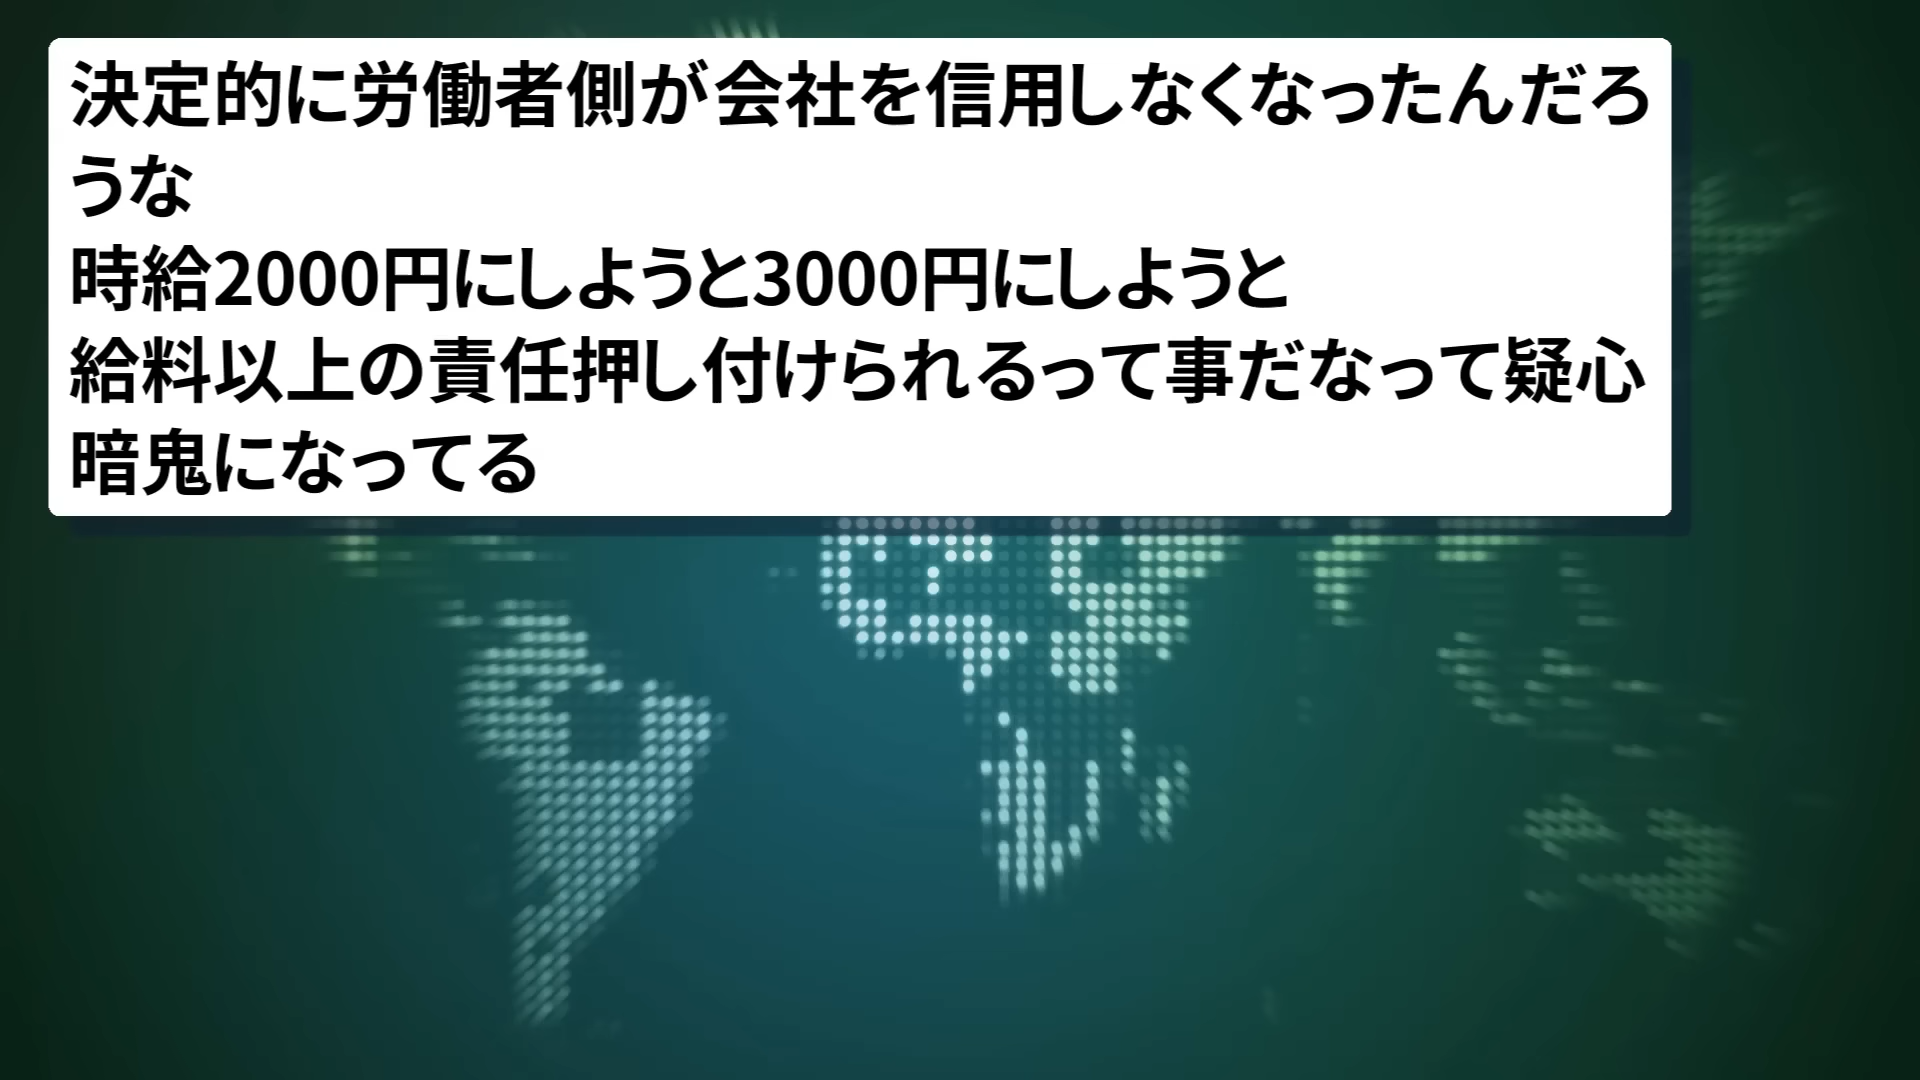 決定的に労働者側が会社を信用しなくなったんだろ
うな
時給2000円にしようと3000円にしようと
給料以上の責任押し付けられるって事だなって疑心
暗鬼になってる